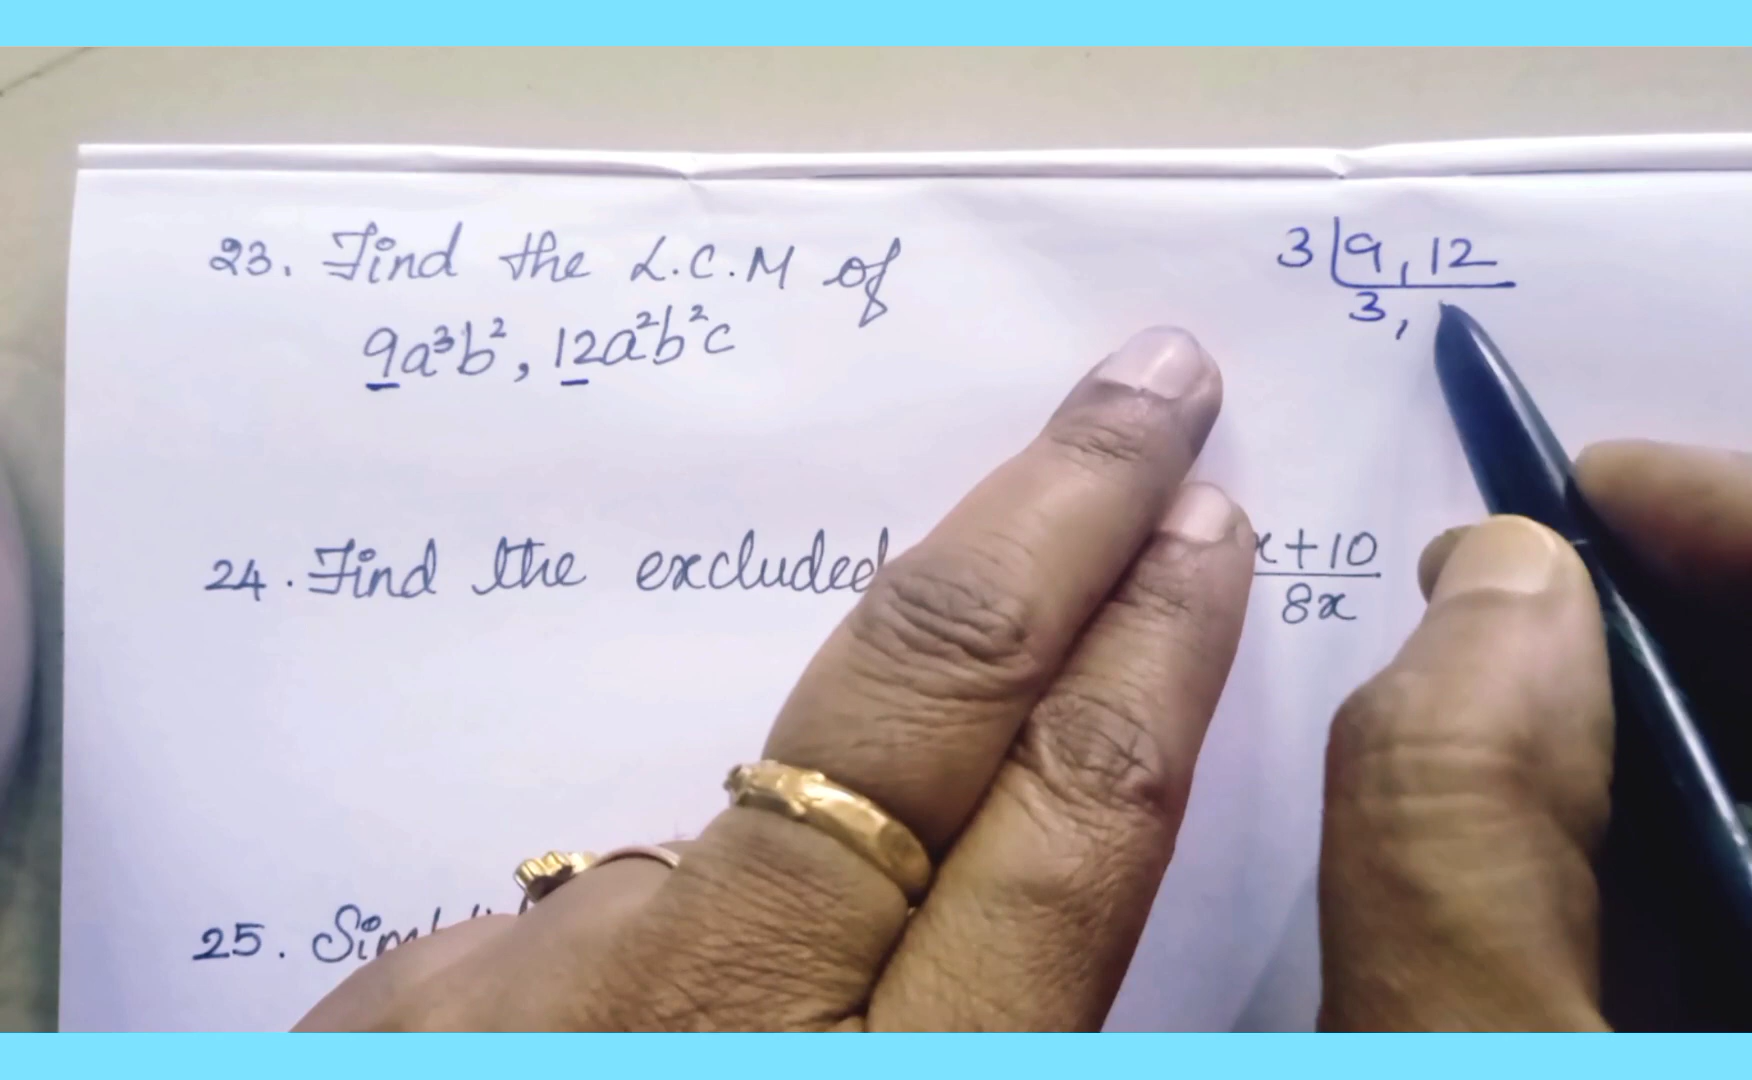 23. Find the L.C.M of
9a³b², 12a²b²c
3 9, 12
3,
24. Find the excluded x+10
8x
25.